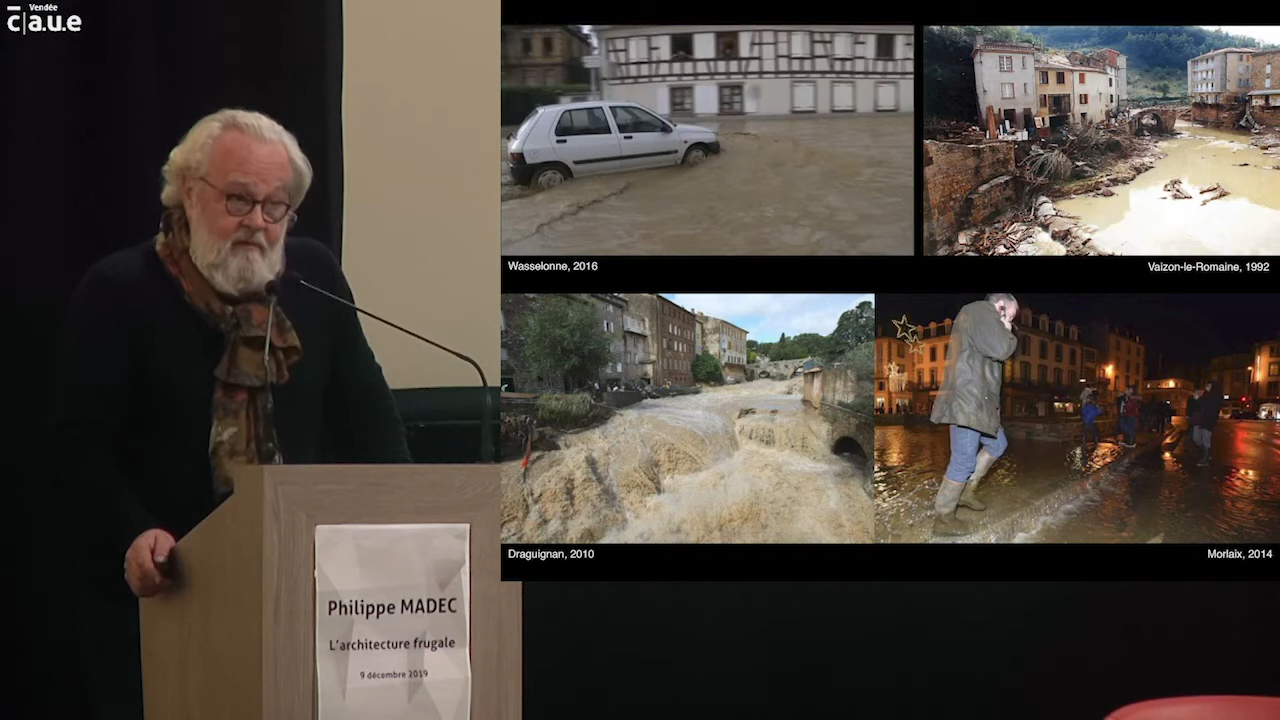 Vendée
c|a.u.e
Wasselonne, 2016
Vaizon-le-Romaine, 1992
Draguignan, 2010
Morlaix, 2014
Philippe MADEC
L'architecture frugale
9 décembre 2019